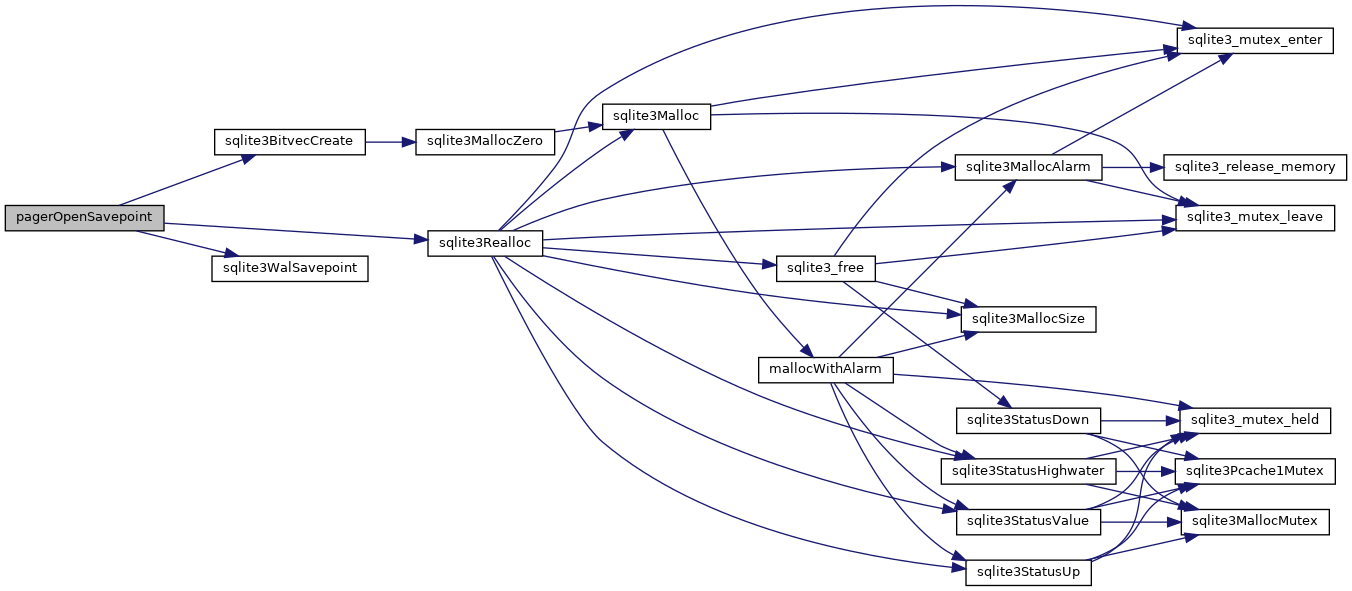 pagerOpenSavepoint
sqlite3BitvecCreate
sqlite3WalSavepoint
sqlite3MallocZero
sqlite3Realloc
sqlite3Malloc
sqlite3_free
mallocWithAlarm
sqlite3MallocAlarm
sqlite3MallocSize
sqlite3StatusDown
sqlite3StatusHighwater
sqlite3StatusValue
sqlite3StatusUp
sqlite3_mutex_enter
sqlite3_release_memory
sqlite3_mutex_leave
sqlite3_mutex_held
sqlite3Pcache1Mutex
sqlite3MallocMutex